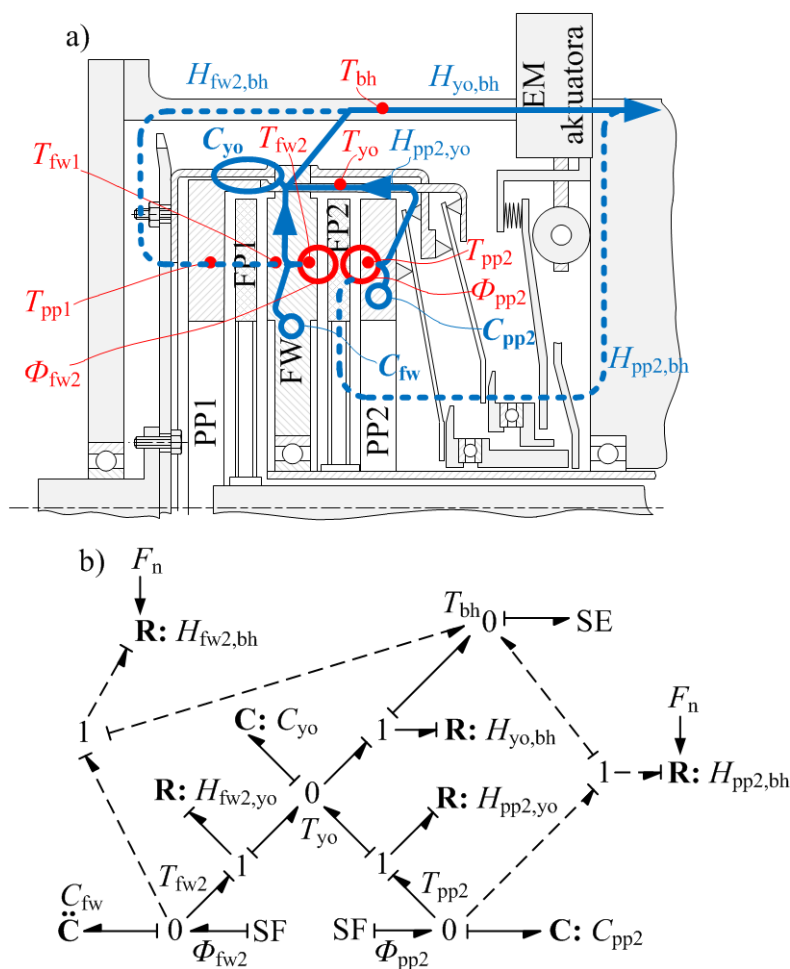 a)
H_fw2,bh
T_bh
H_yo,bh
EM
aktuatora
C_yo
T_fw2
T_yo
H_pp2,yo
T_fw1
FP1
FP2
T_pp2
T_pp1
Φ_pp2
C_pp2
Φ_fw2
C_fw
FW
H_pp2,bh
PP1
PP2
b)
F_n
R: H_fw2,bh
T_bh 0 SE
1
C: C_yo
1 R: H_yo,bh
F_n
1 R: H_pp2,bh
R: H_fw2,yo
0
R: H_pp2,yo
T_yo
1 1
T_fw2 T_pp2
C_fw
C̈ 0 SF SF 0 C: C_pp2
Φ_fw2 Φ_pp2